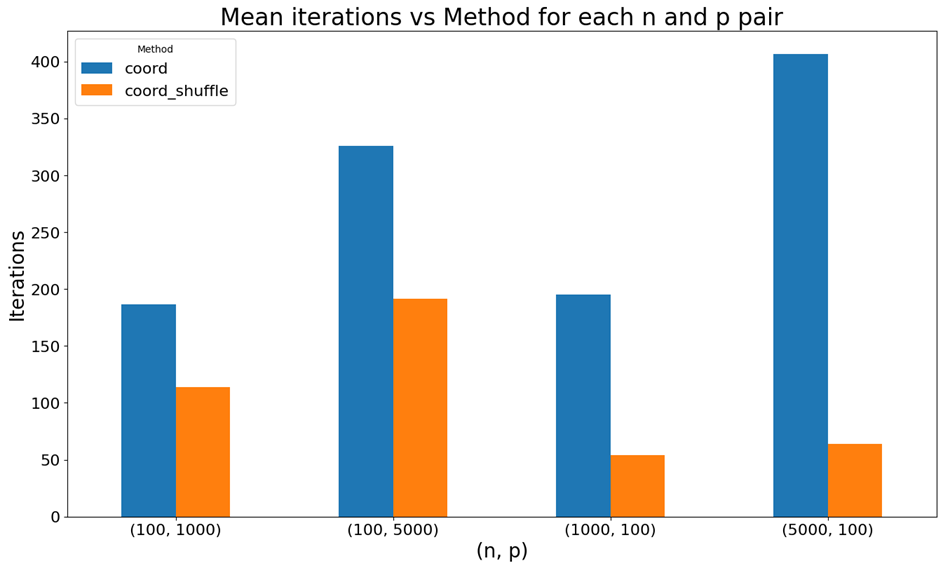 Mean iterations vs Method for each n and p pair
Method
coord
coord_shuffle
400
350
300
250
200
150
100
50
0
Iterations
(100, 1000)
(100, 5000)
(1000, 100)
(5000, 100)
(n, p)